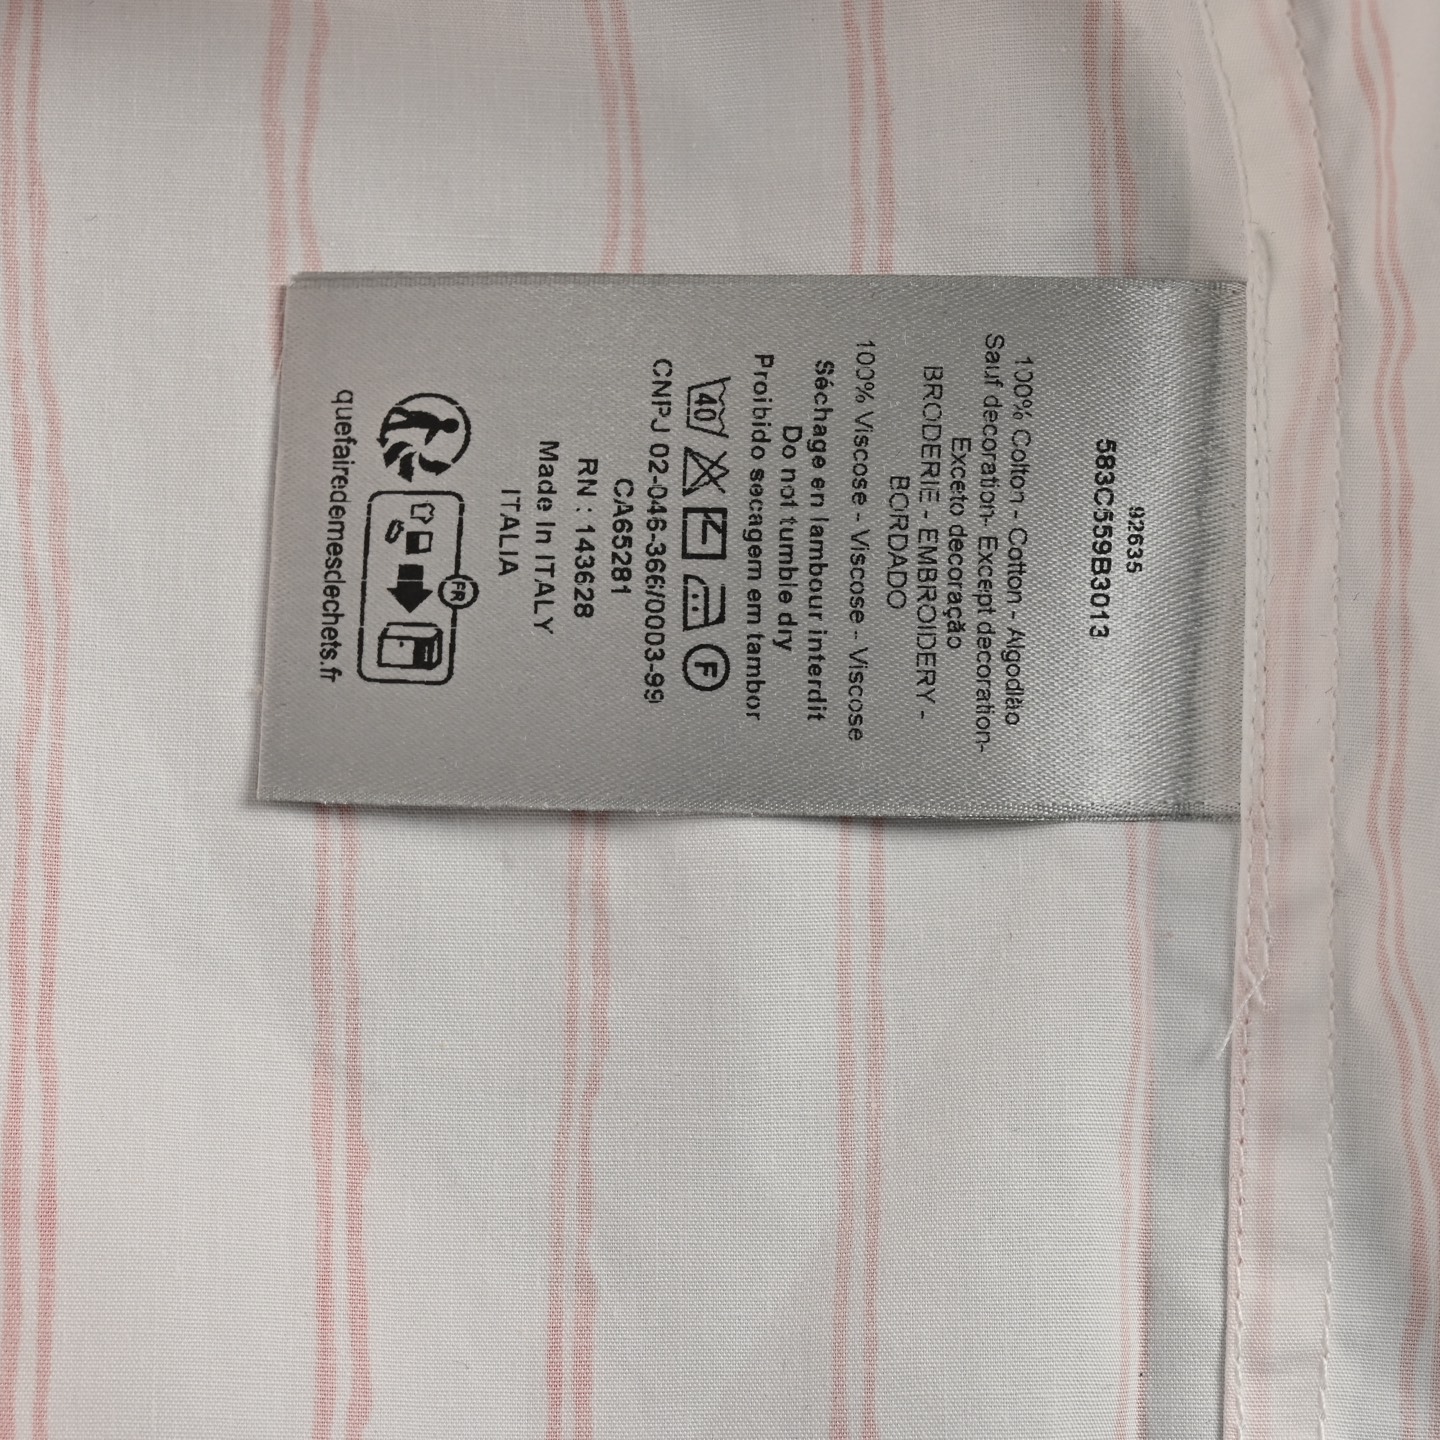 92635
583C559B3013
100% Cotton - Cotton - Algodião
Sauf decoration- Except decoration-
Exceto decoração
BRODERIE - EMBROIDERY -
BORDADO
100% Viscose - Viscose - Viscose
Séchage en lambour interdit
Do not tumble dry
Proibido secagem em tambor
40 F
CNPJ 02-046-366/0003-99
CA65281
RN : 143628
Made In ITALY
ITALIA
FR
quefairedemesdechets.fr